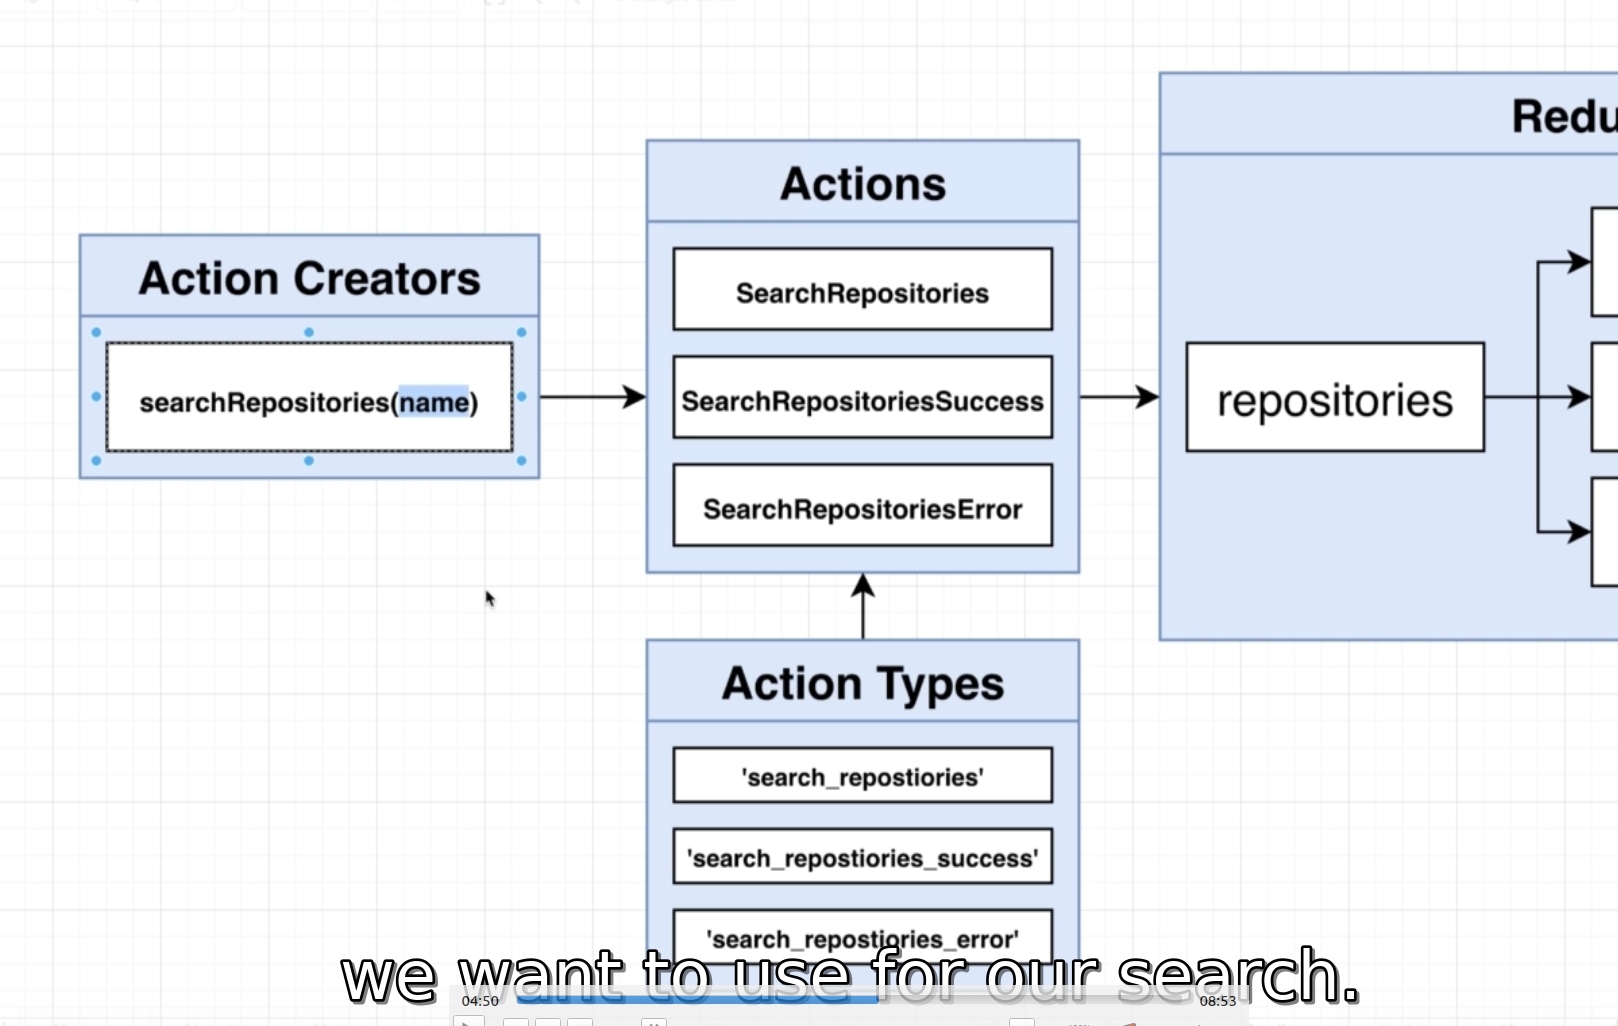 Redu
Actions
Action Creators
SearchRepositories
searchRepositories(name)
SearchRepositoriesSuccess
repositories
SearchRepositoriesError
Action Types
'search_repostiories'
'search_repostiories_success'
'search_repostiories_error'
we want to use for our search.
04:50
08:53